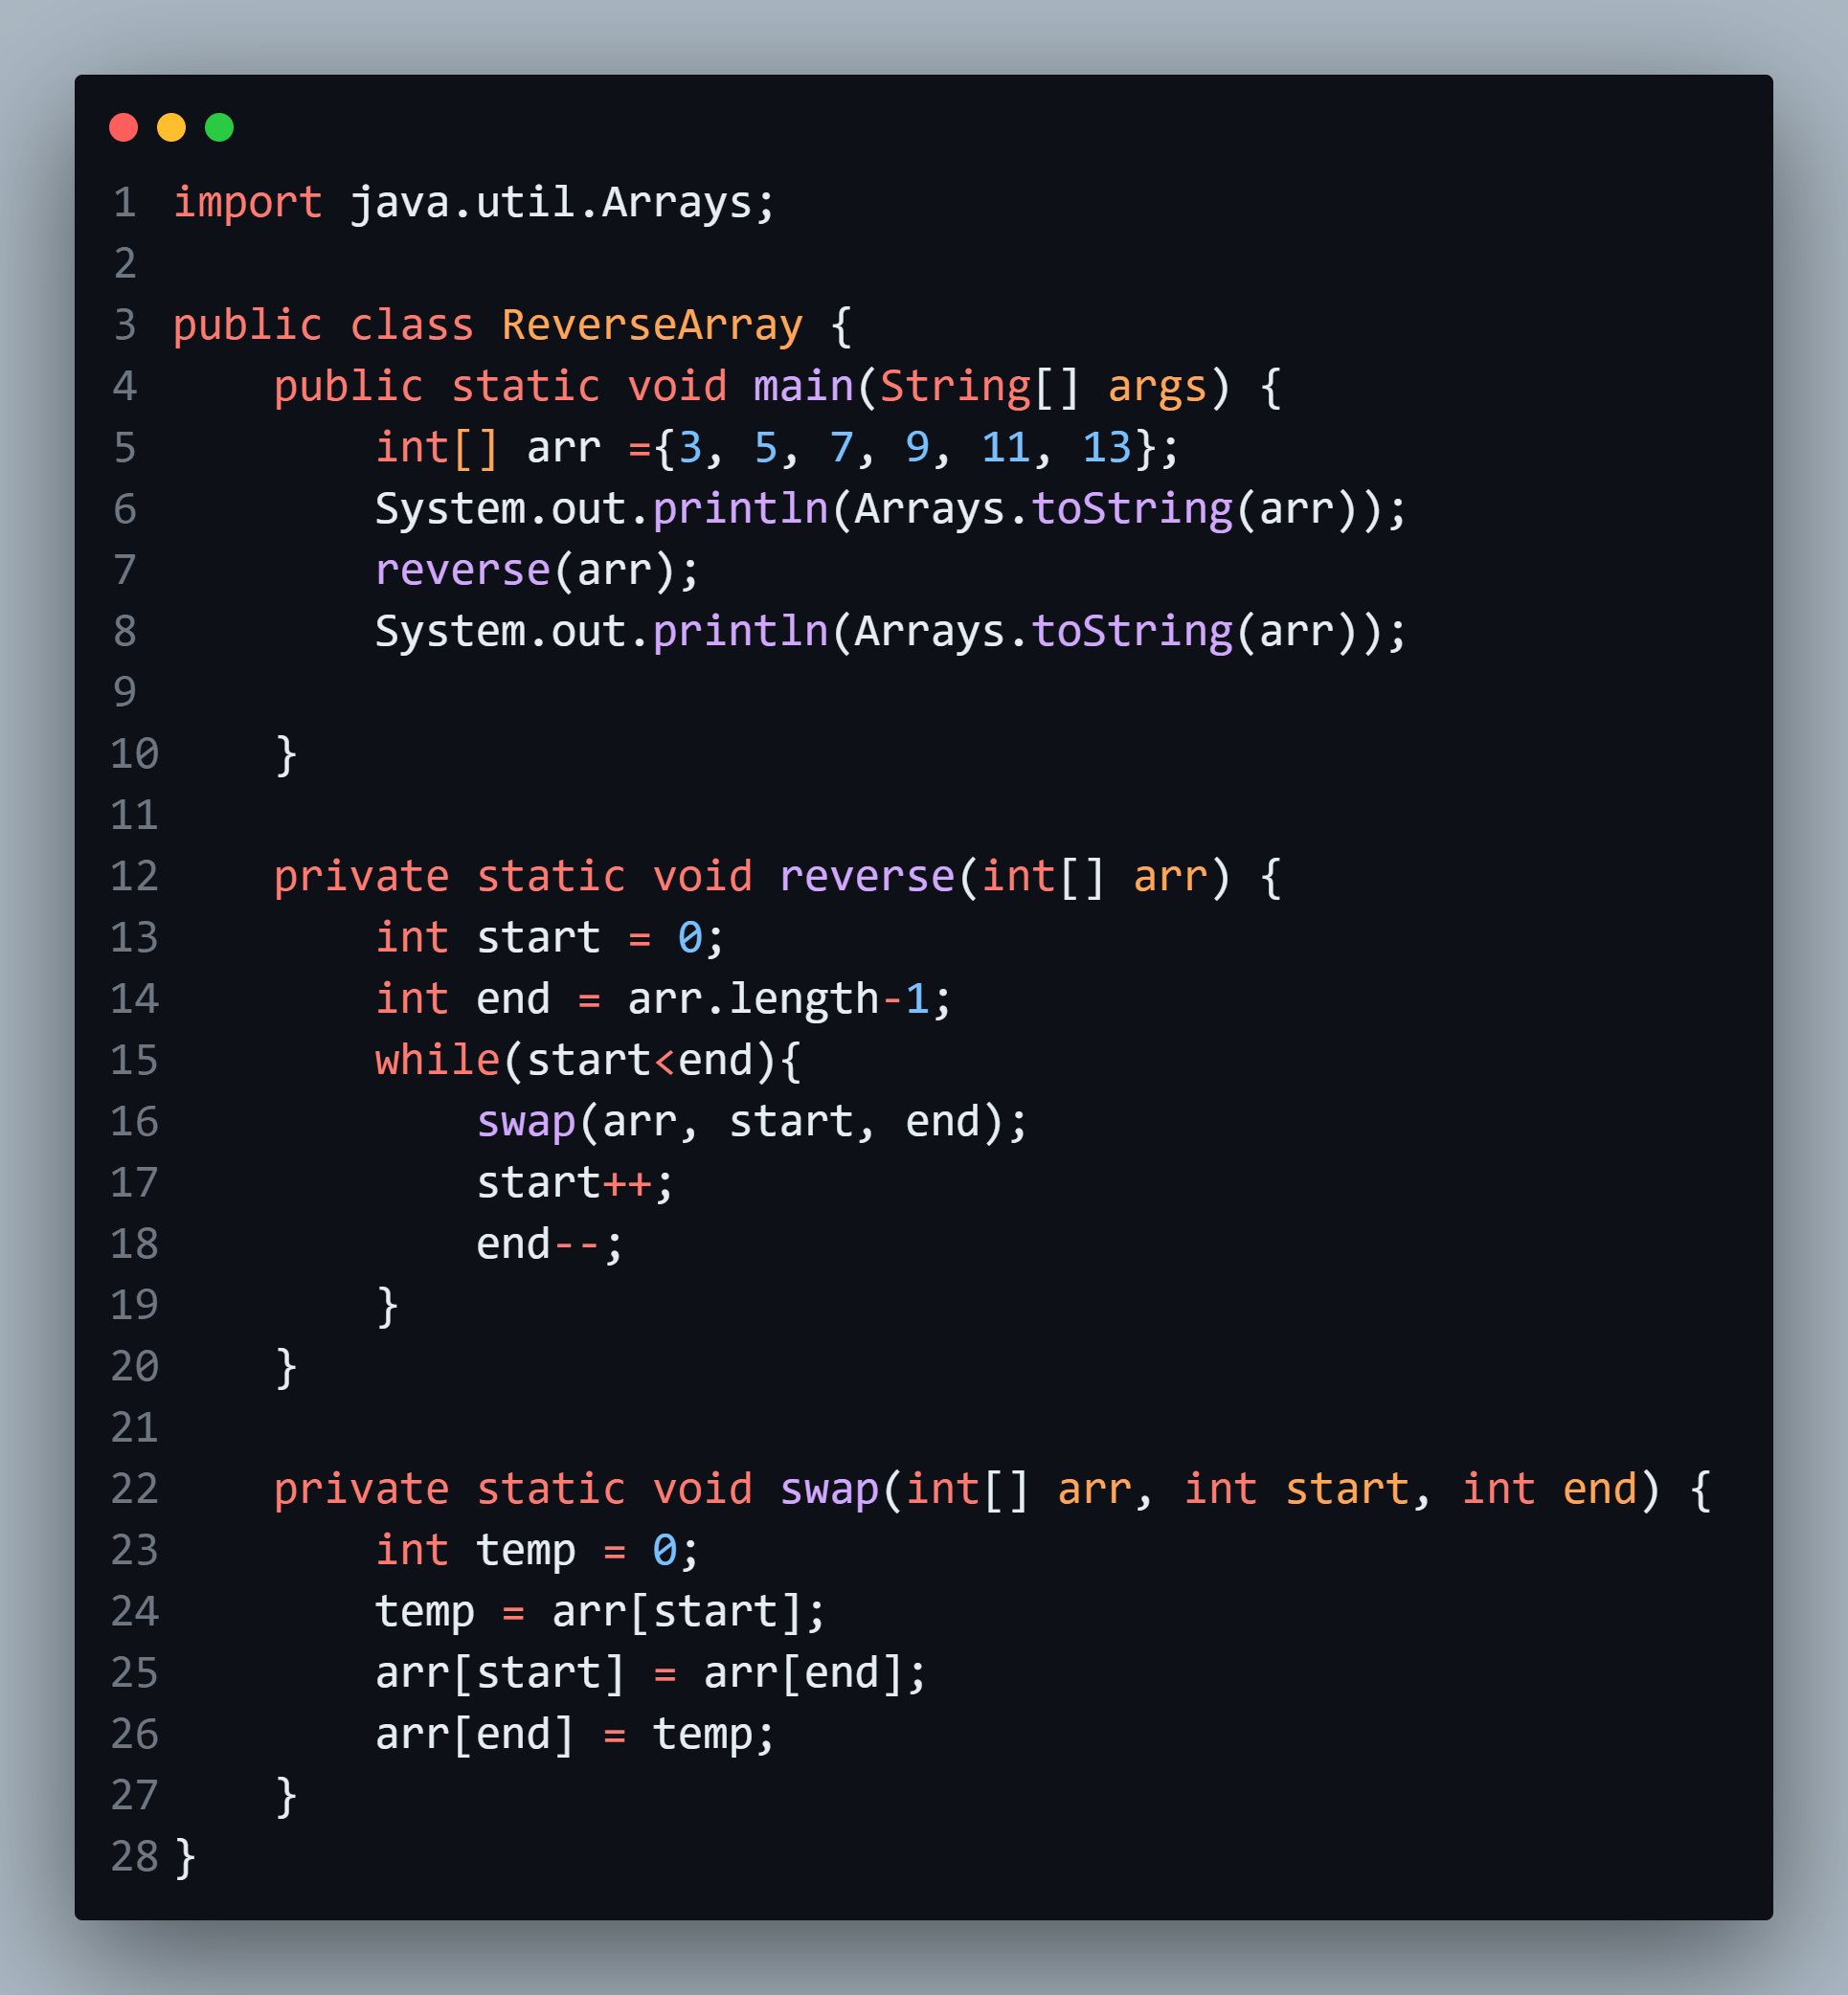 1 import java.util.Arrays;
2
3 public class ReverseArray {
4     public static void main(String[] args) {
5         int[] arr ={3, 5, 7, 9, 11, 13};
6         System.out.println(Arrays.toString(arr));
7         reverse(arr);
8         System.out.println(Arrays.toString(arr));
9
10     }
11
12     private static void reverse(int[] arr) {
13         int start = 0;
14         int end = arr.length-1;
15         while(start<end){
16             swap(arr, start, end);
17             start++;
18             end--;
19         }
20     }
21
22     private static void swap(int[] arr, int start, int end) {
23         int temp = 0;
24         temp = arr[start];
25         arr[start] = arr[end];
26         arr[end] = temp;
27     }
28 }